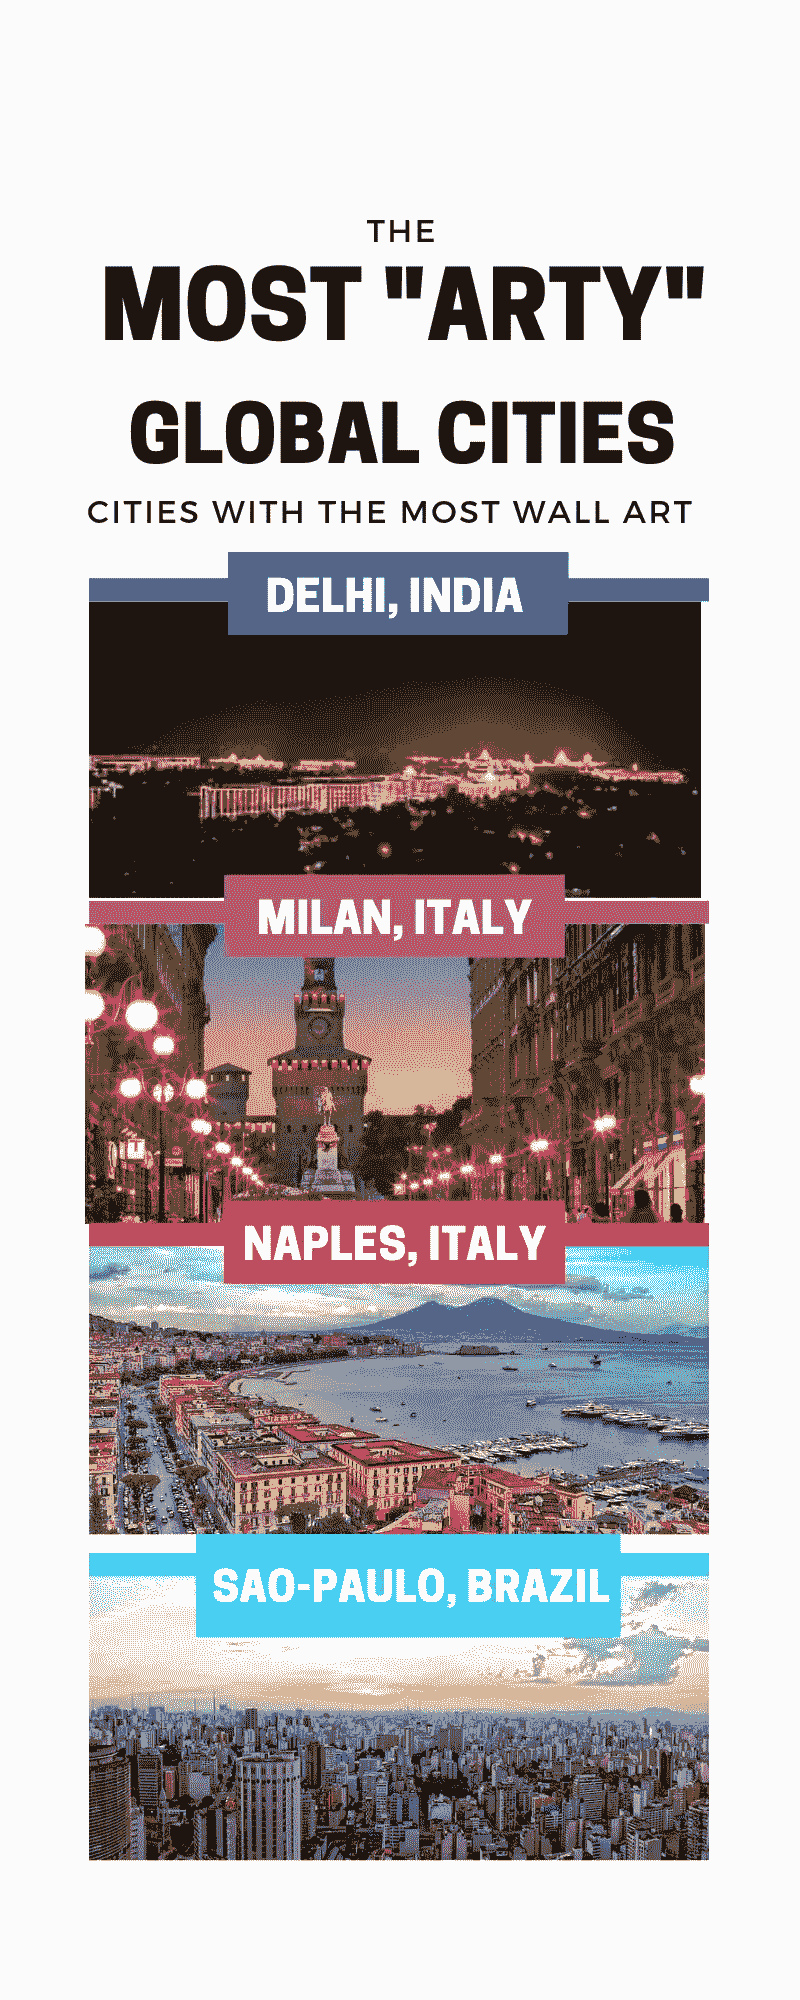 THE
MOST "ARTY"
GLOBAL CITIES
CITIES WITH THE MOST WALL ART
DELHI, INDIA
MILAN, ITALY
NAPLES, ITALY
SAO-PAULO, BRAZIL